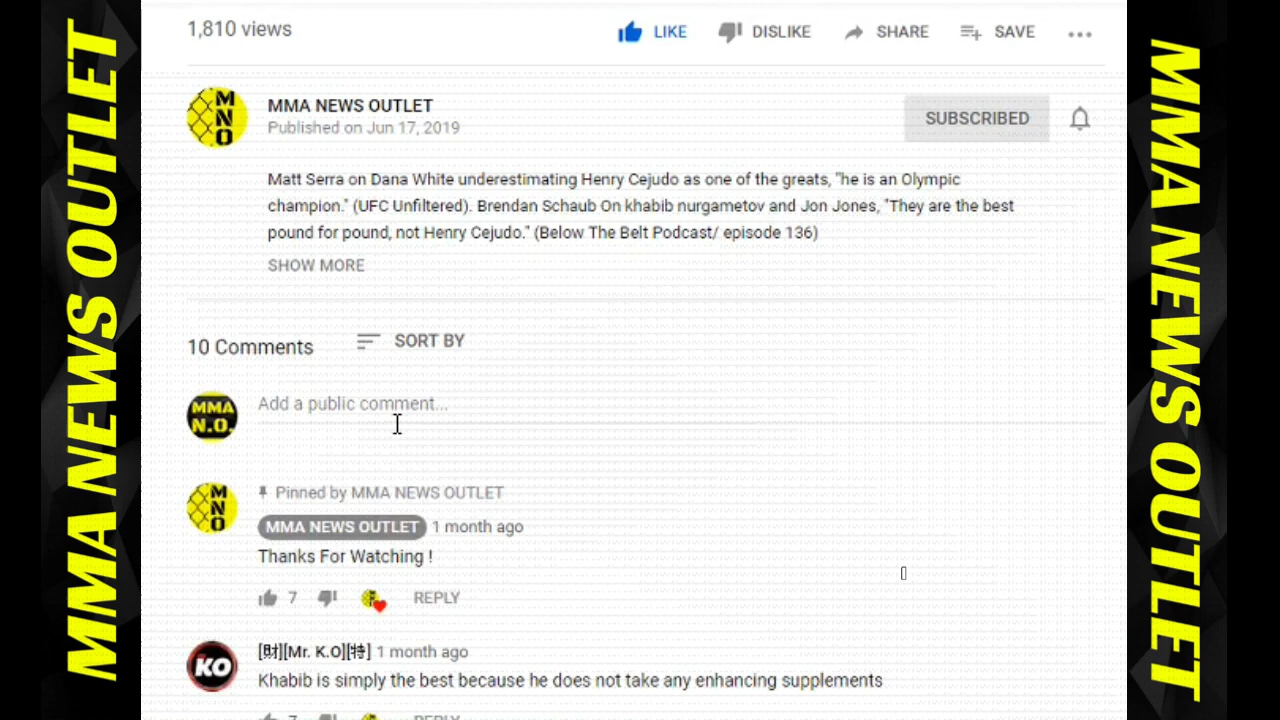 MMA NEWS OUTLET
1,810 views
LIKE
DISLIKE
SHARE
SAVE
MNO
MMA NEWS OUTLET
Published on Jun 17, 2019
SUBSCRIBED
Matt Serra on Dana White underestimating Henry Cejudo as one of the greats, "he is an Olympic
champion." (UFC Unfiltered). Brendan Schaub On khabib nurgametov and Jon Jones, "They are the best
pound for pound, not Henry Cejudo." (Below The Belt Podcast/ episode 136)
SHOW MORE
10 Comments
SORT BY
MMA
N.O.
Add a public comment...
MNO
Pinned by MMA NEWS OUTLET
MMA NEWS OUTLET 1 month ago
Thanks For Watching !
7
REPLY
KO
[財][Mr. K.O][特] 1 month ago
Khabib is simply the best because he does not take any enhancing supplements
7
REPLY
MMA NEWS OUTLET